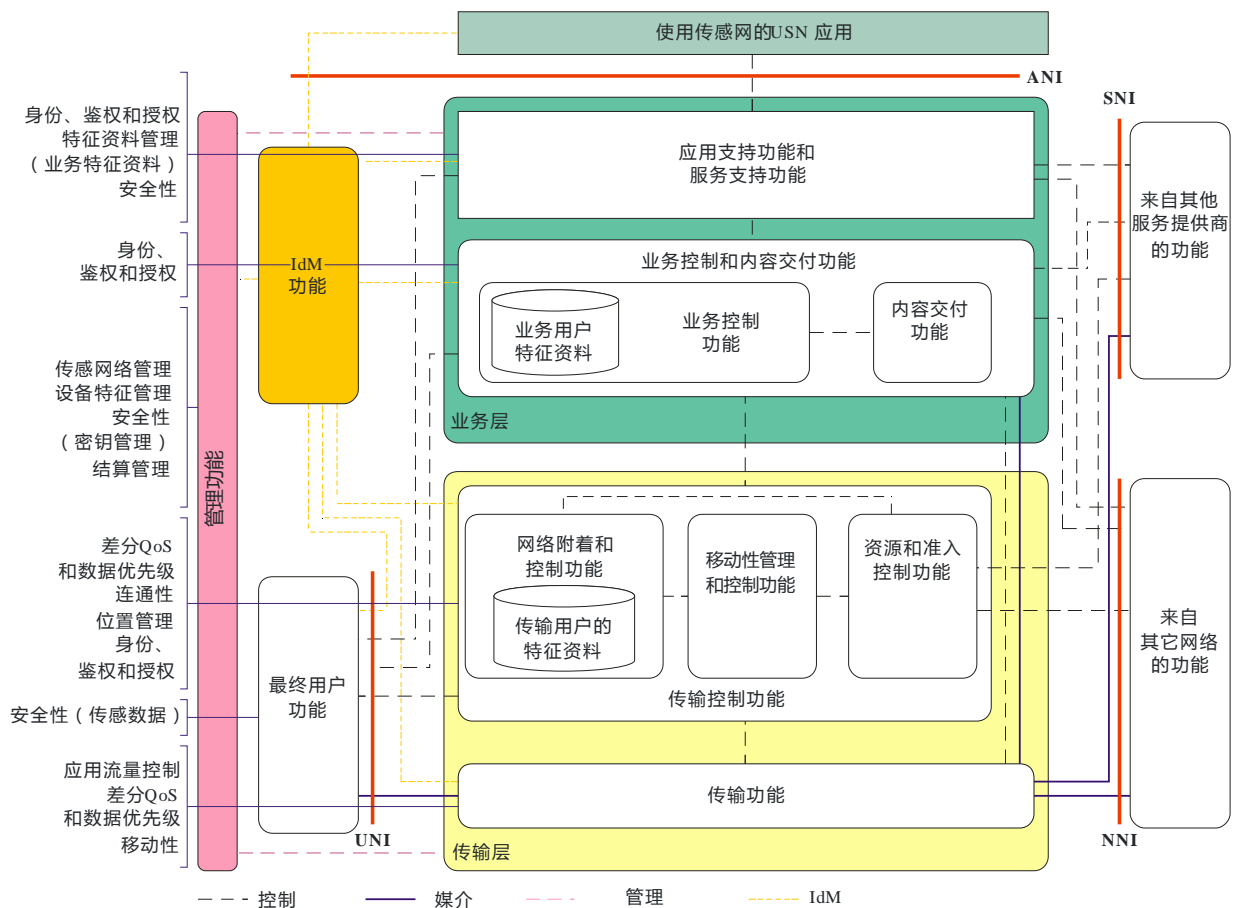 使用传感网的USN 应用
ANI
SNI
身份、鉴权和授权
特征资料管理
（业务特征资料）
安全性
身份、
鉴权和授权
传感网络管理
设备特征管理
安全性
（密钥管理）
结算管理
差分QoS
和数据优先级
连通性
位置管理
身份、
鉴权和授权
安全性（传感数据）
应用流量控制
差分QoS
和数据优先级
移动性
管理功能
IdM
功能
最终用户
功能
UNI
应用支持功能和
服务支持功能
业务控制和内容交付功能
业务用户
特征资料
业务控制
功能
内容交付
功能
业务层
网络附着和
控制功能
传输用户的
特征资料
移动性管理
和控制功能
资源和准入
控制功能
传输控制功能
传输功能
传输层
来自其他
服务提供商
的功能
来自
其它网络
的功能
NNI
控制
媒介
管理
IdM